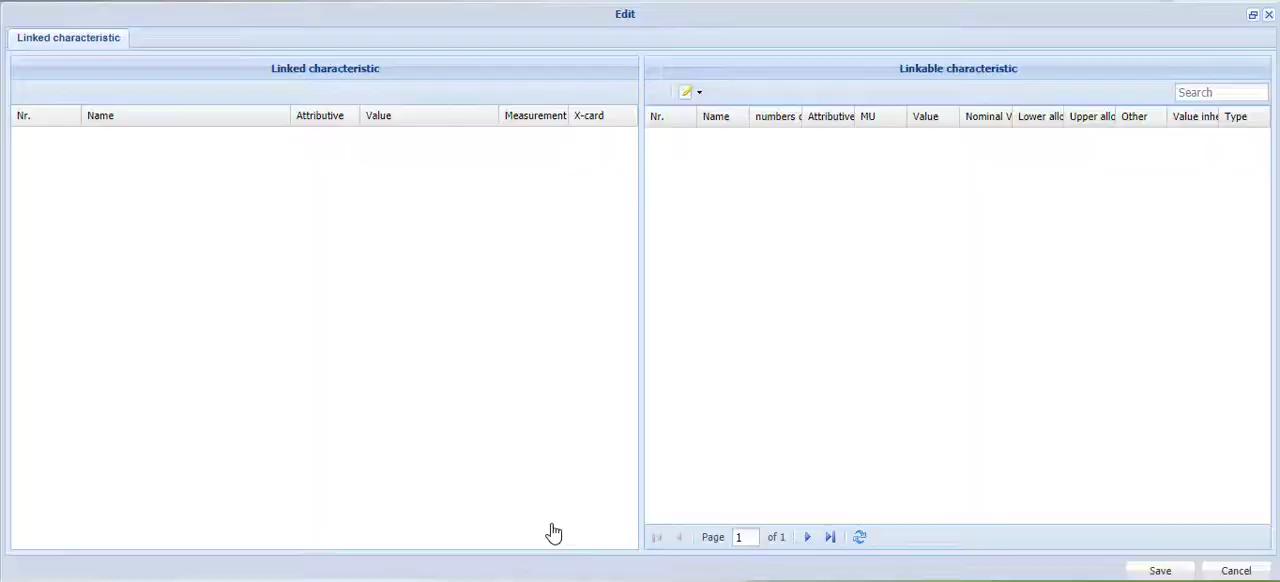 Edit
Linked characteristic
Linked characteristic
Nr. Name Attributive Value Measurement X-card
Linkable characteristic
Search
Nr. Name numbers Attributive MU Value Nominal V Lower allo Upper allo Other Value inhe Type
Page 1 of 1
Save Cancel